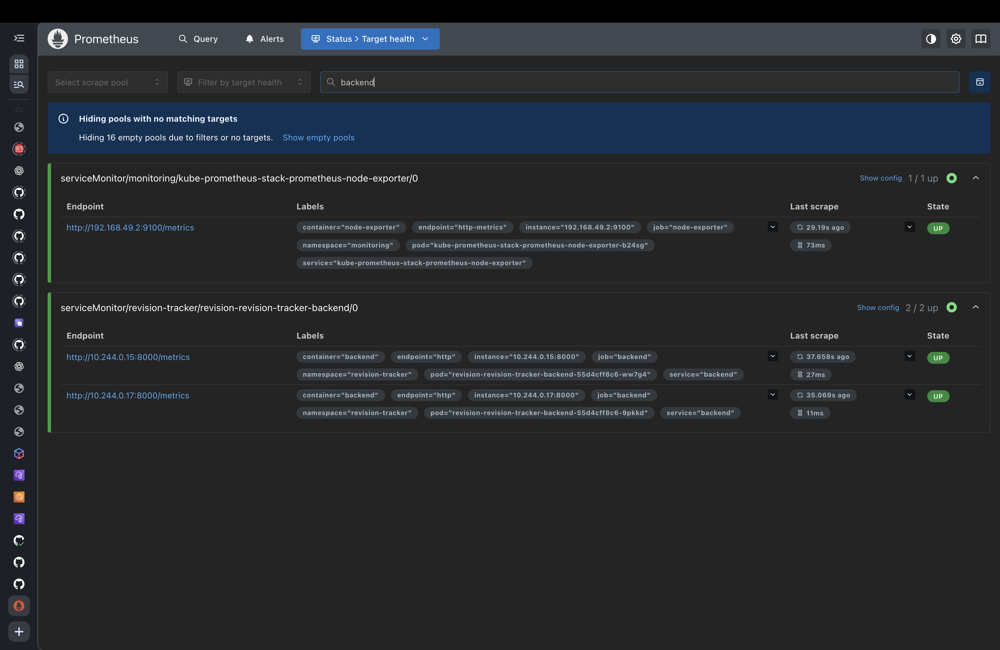 Prometheus
Query
Alerts
Status > Target health
Select scrape pool
Filter by target health
backend
Hiding pools with no matching targets
Hiding 16 empty pools due to filters or no targets. Show empty pools
serviceMonitor/monitoring/kube-prometheus-stack-prometheus-node-exporter/0
Show config 1 / 1 up
Endpoint Labels Last scrape State
http://192.168.49.2:9100/metrics container="node-exporter" endpoint="http-metrics" instance="192.168.49.2:9100" job="node-exporter" 29.19s ago UP
namespace="monitoring" pod="kube-prometheus-stack-prometheus-node-exporter-b24sg" 73ms
service="kube-prometheus-stack-prometheus-node-exporter"
serviceMonitor/revision-tracker/revision-revision-tracker-backend/0
Show config 2 / 2 up
Endpoint Labels Last scrape State
http://10.244.0.15:8000/metrics container="backend" endpoint="http" instance="10.244.0.15:8000" job="backend" 37.658s ago UP
namespace="revision-tracker" pod="revision-revision-tracker-backend-55d4cff8c6-ww7g4" service="backend" 27ms
http://10.244.0.17:8000/metrics container="backend" endpoint="http" instance="10.244.0.17:8000" job="backend" 35.069s ago UP
namespace="revision-tracker" pod="revision-revision-tracker-backend-55d4cff8c6-9pkkd" service="backend" 11ms